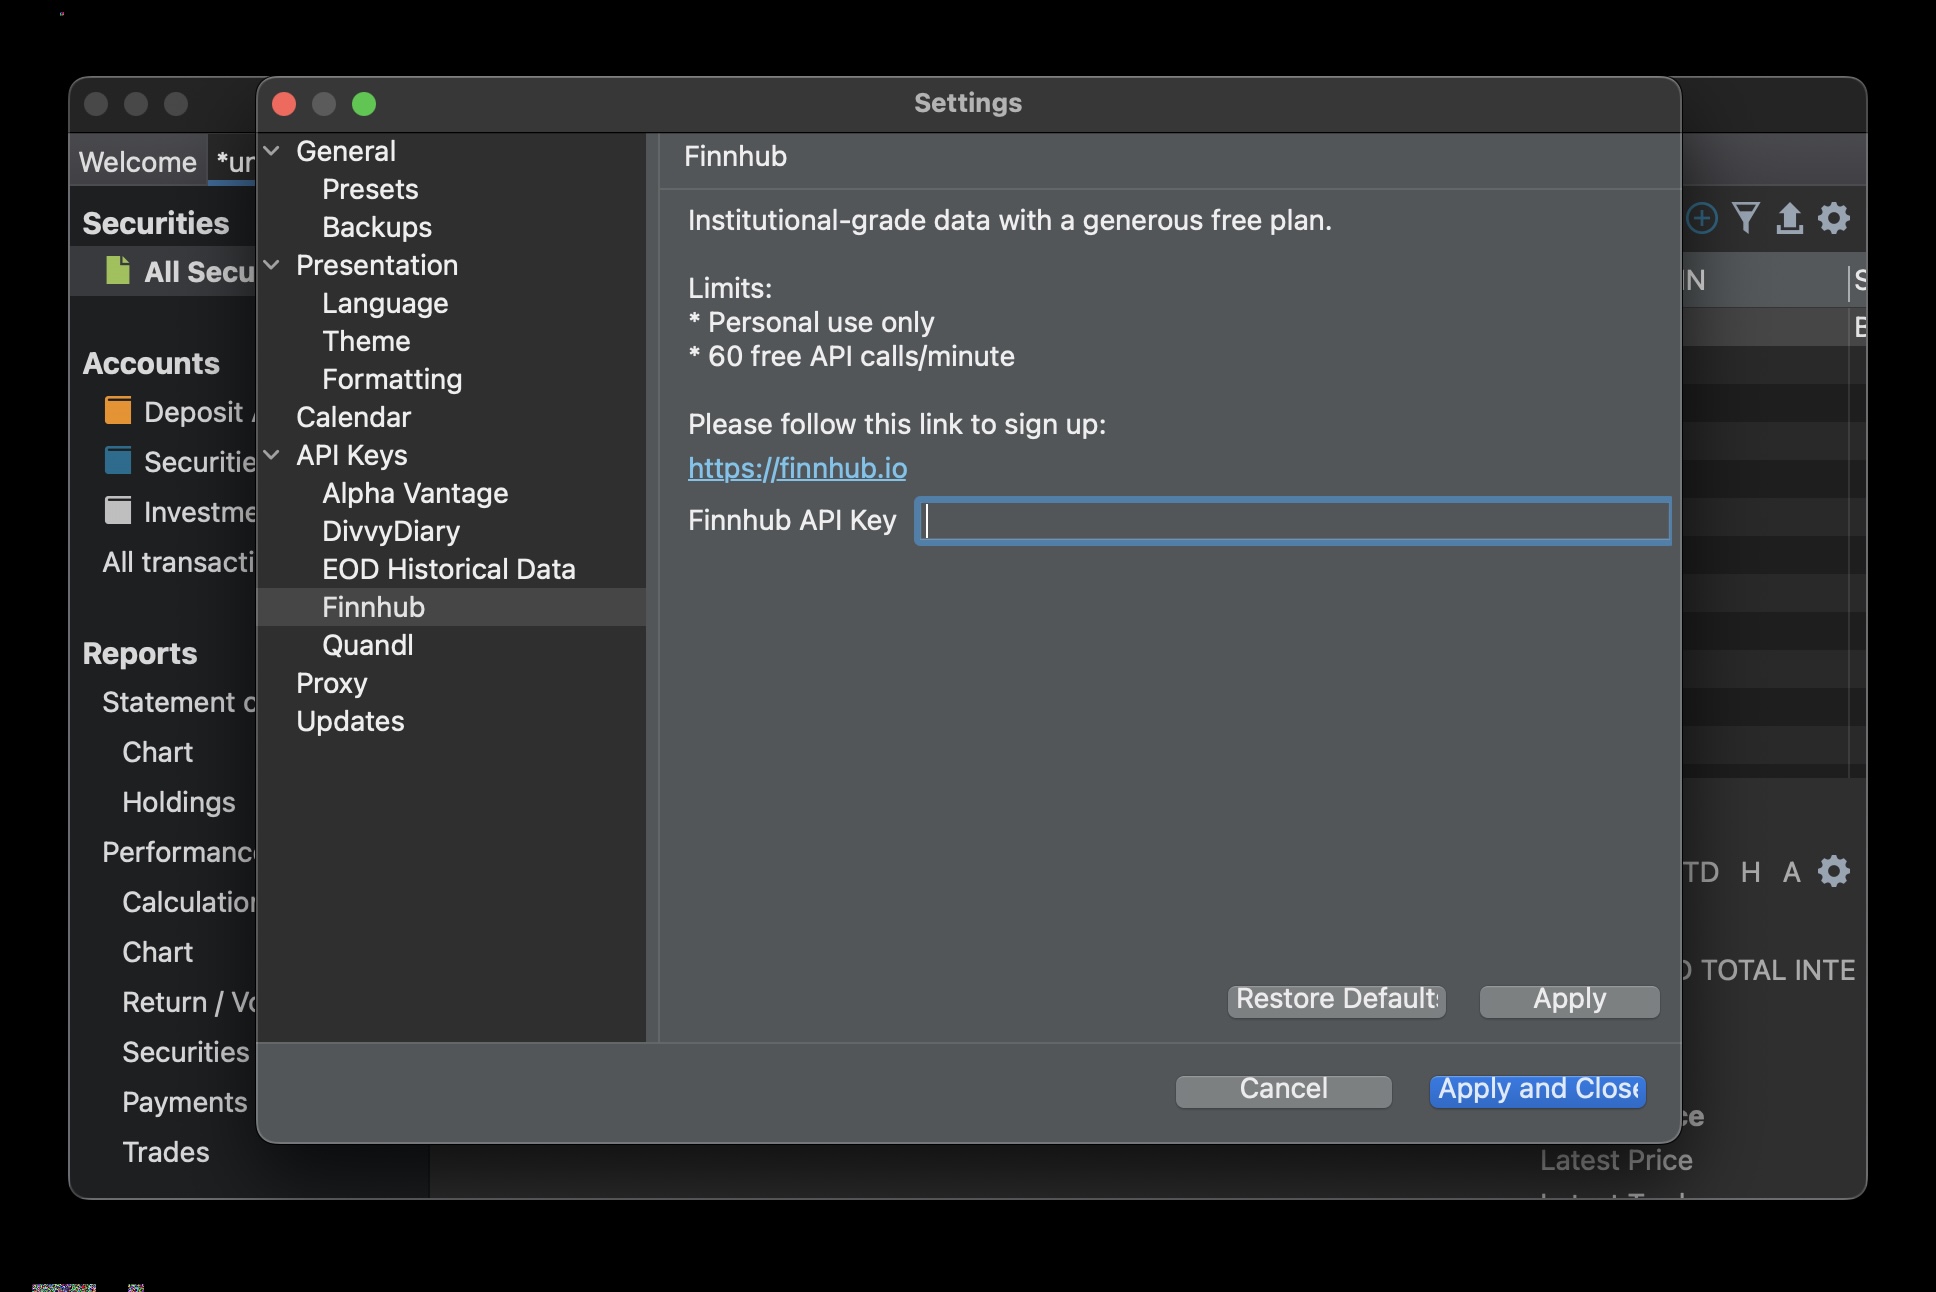 Settings
Welcome
Securities
All Secu
Accounts
Deposit
Securitie
Investme
All transacti
Reports
Statement
Chart
Holdings
Performanc
Calculation
Chart
Return / Vo
Securities
Payments
Trades
General
Presets
Backups
Presentation
Language
Theme
Formatting
Calendar
API Keys
Alpha Vantage
DivvyDiary
EOD Historical Data
Finnhub
Quandl
Proxy
Updates
Finnhub
Institutional-grade data with a generous free plan.
Limits:
* Personal use only
* 60 free API calls/minute
Please follow this link to sign up:
https://finnhub.io
Finnhub API Key
Restore Default
Apply
Cancel
Apply and Close
TD H A
TOTAL INTE
Latest Price